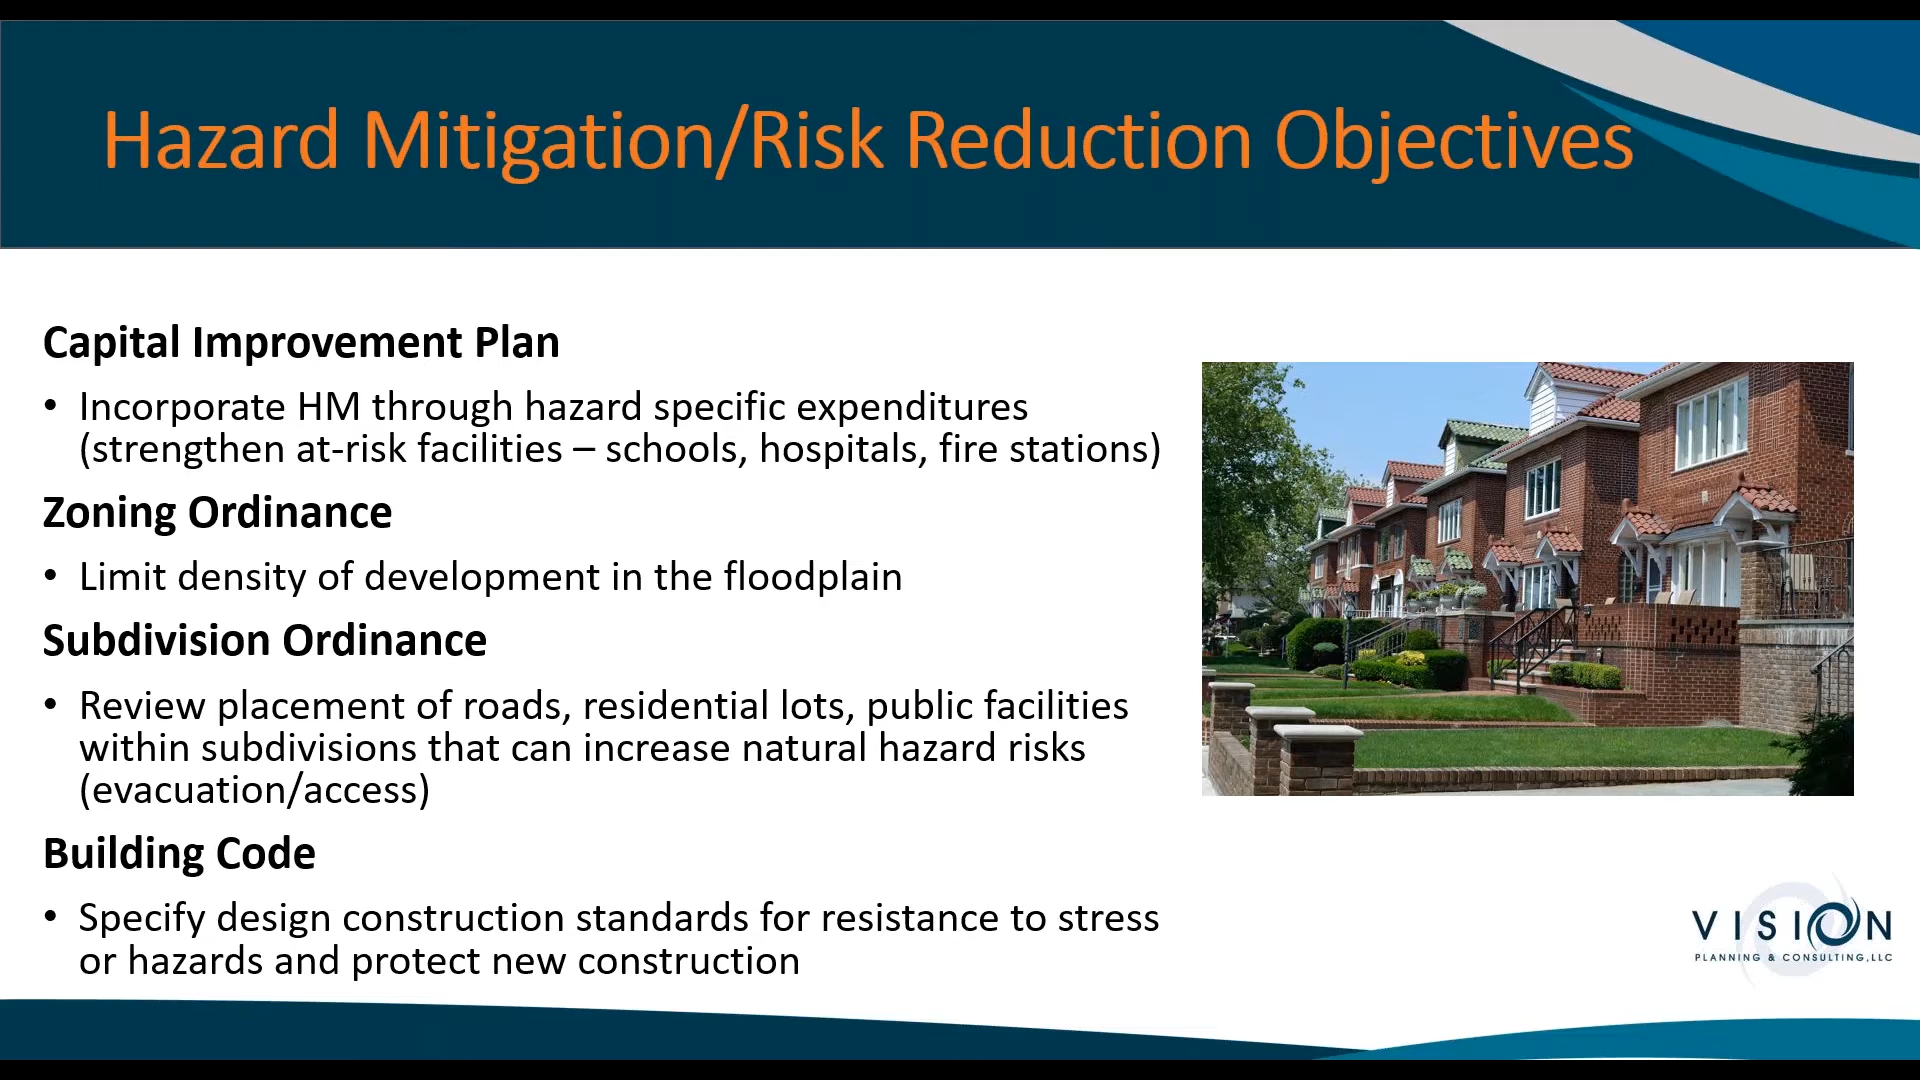 Hazard Mitigation/Risk Reduction Objectives
Capital Improvement Plan
• Incorporate HM through hazard specific expenditures
(strengthen at-risk facilities – schools, hospitals, fire stations)
Zoning Ordinance
• Limit density of development in the floodplain
Subdivision Ordinance
• Review placement of roads, residential lots, public facilities
within subdivisions that can increase natural hazard risks
(evacuation/access)
Building Code
• Specify design construction standards for resistance to stress
or hazards and protect new construction
VISION
PLANNING & CONSULTING, LLC